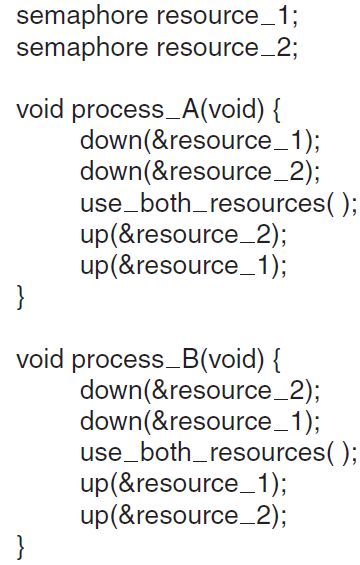 semaphore resource_1;
semaphore resource_2;
void process_A(void) {
down(&resource_1);
down(&resource_2);
use_both_resources( );
up(&resource_2);
up(&resource_1);
}
void process_B(void) {
down(&resource_2);
down(&resource_1);
use_both_resources( );
up(&resource_1);
up(&resource_2);
}